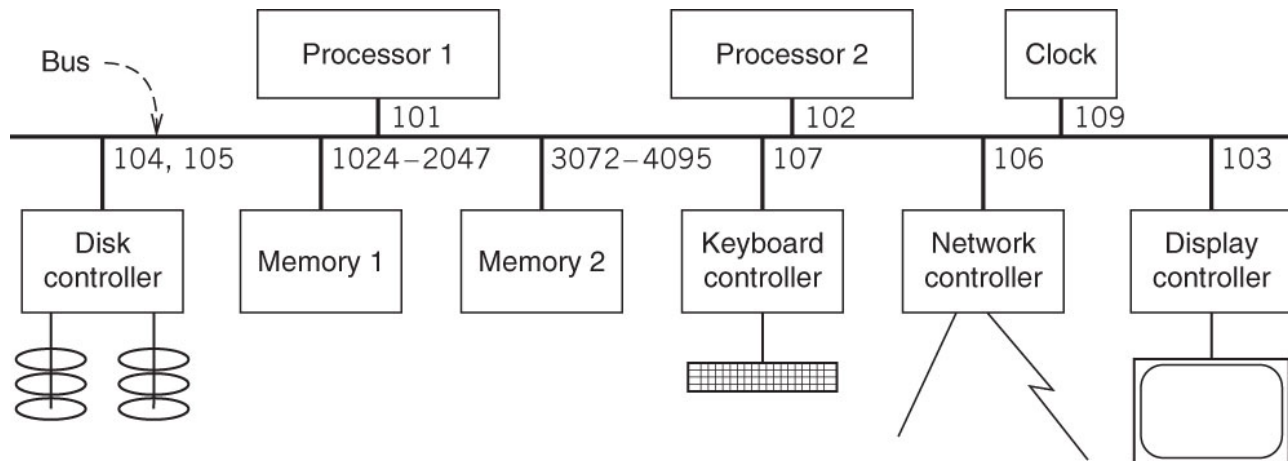 Processor 1
Processor 2
Clock
Bus
101
102
109
104, 105
1024–2047
3072–4095
107
106
103
Disk
controller
Memory 1
Memory 2
Keyboard
controller
Network
controller
Display
controller